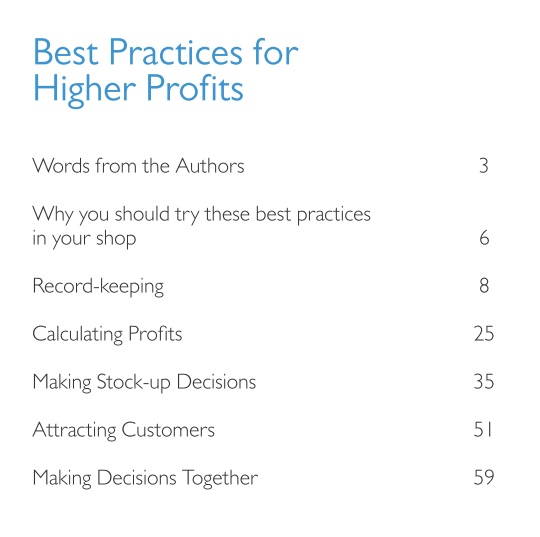 Best Practices for
Higher Profits
Words from the Authors 3
Why you should try these best practices
in your shop 6
Record-keeping 8
Calculating Profits 25
Making Stock-up Decisions 35
Attracting Customers 51
Making Decisions Together 59